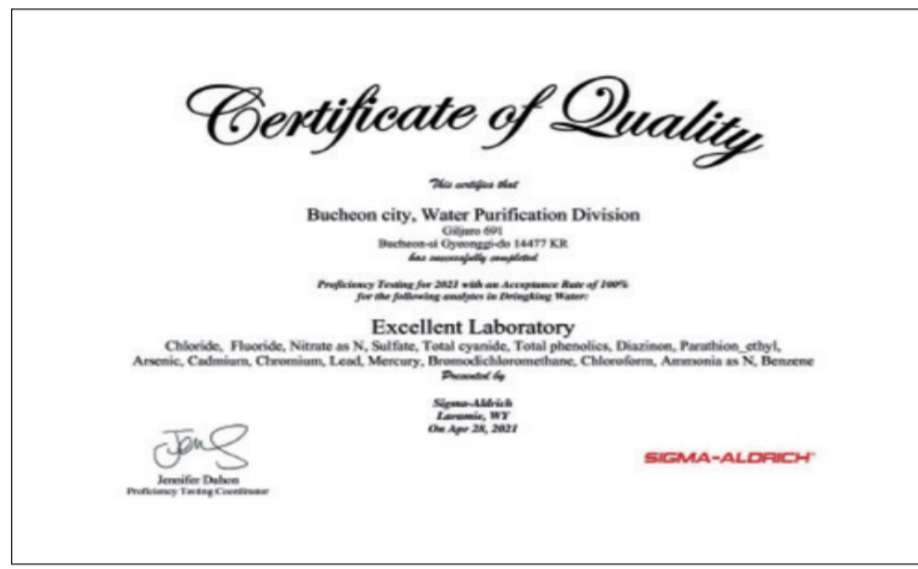 Certificate of Quality
This certifies that
Bucheon city, Water Purification Division
Giljuro 691
Bucheon-si Gyeonggi-do 14477 KR
has successfully completed
Proficiency Testing for 2021 with an Acceptance Rate of 100%
for the following analytes in Dringking Water:
Excellent Laboratory
Chloride, Fluoride, Nitrate as N, Sulfate, Total cyanide, Total phenolics, Diazinon, Parathion_ethyl,
Arsenic, Cadmium, Chromium, Lead, Mercury, Bromodichloromethane, Chloroform, Ammonia as N, Benzene
Presented by
Sigma-Aldrich
Laramie, WY
On Apr 28, 2021
Jen
SIGMA-ALDRICH
Jennifer Duhon
Proficiency Testing Coordinator